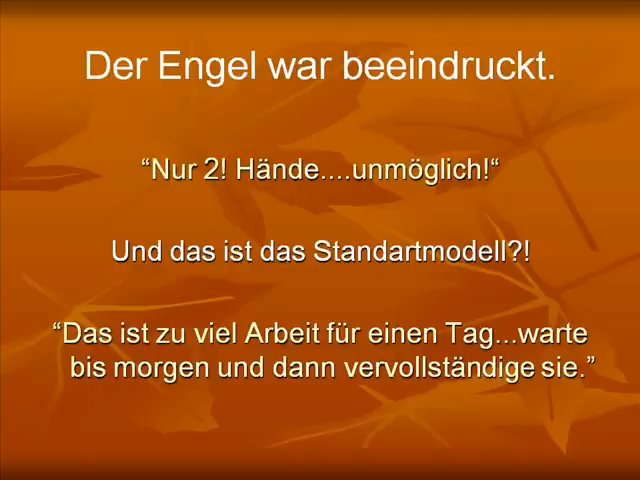 Der Engel war beeindruckt.
“Nur 2! Hände....unmöglich!“
Und das ist das Standartmodell?!
“Das ist zu viel Arbeit für einen Tag...warte
bis morgen und dann vervollständige sie.”